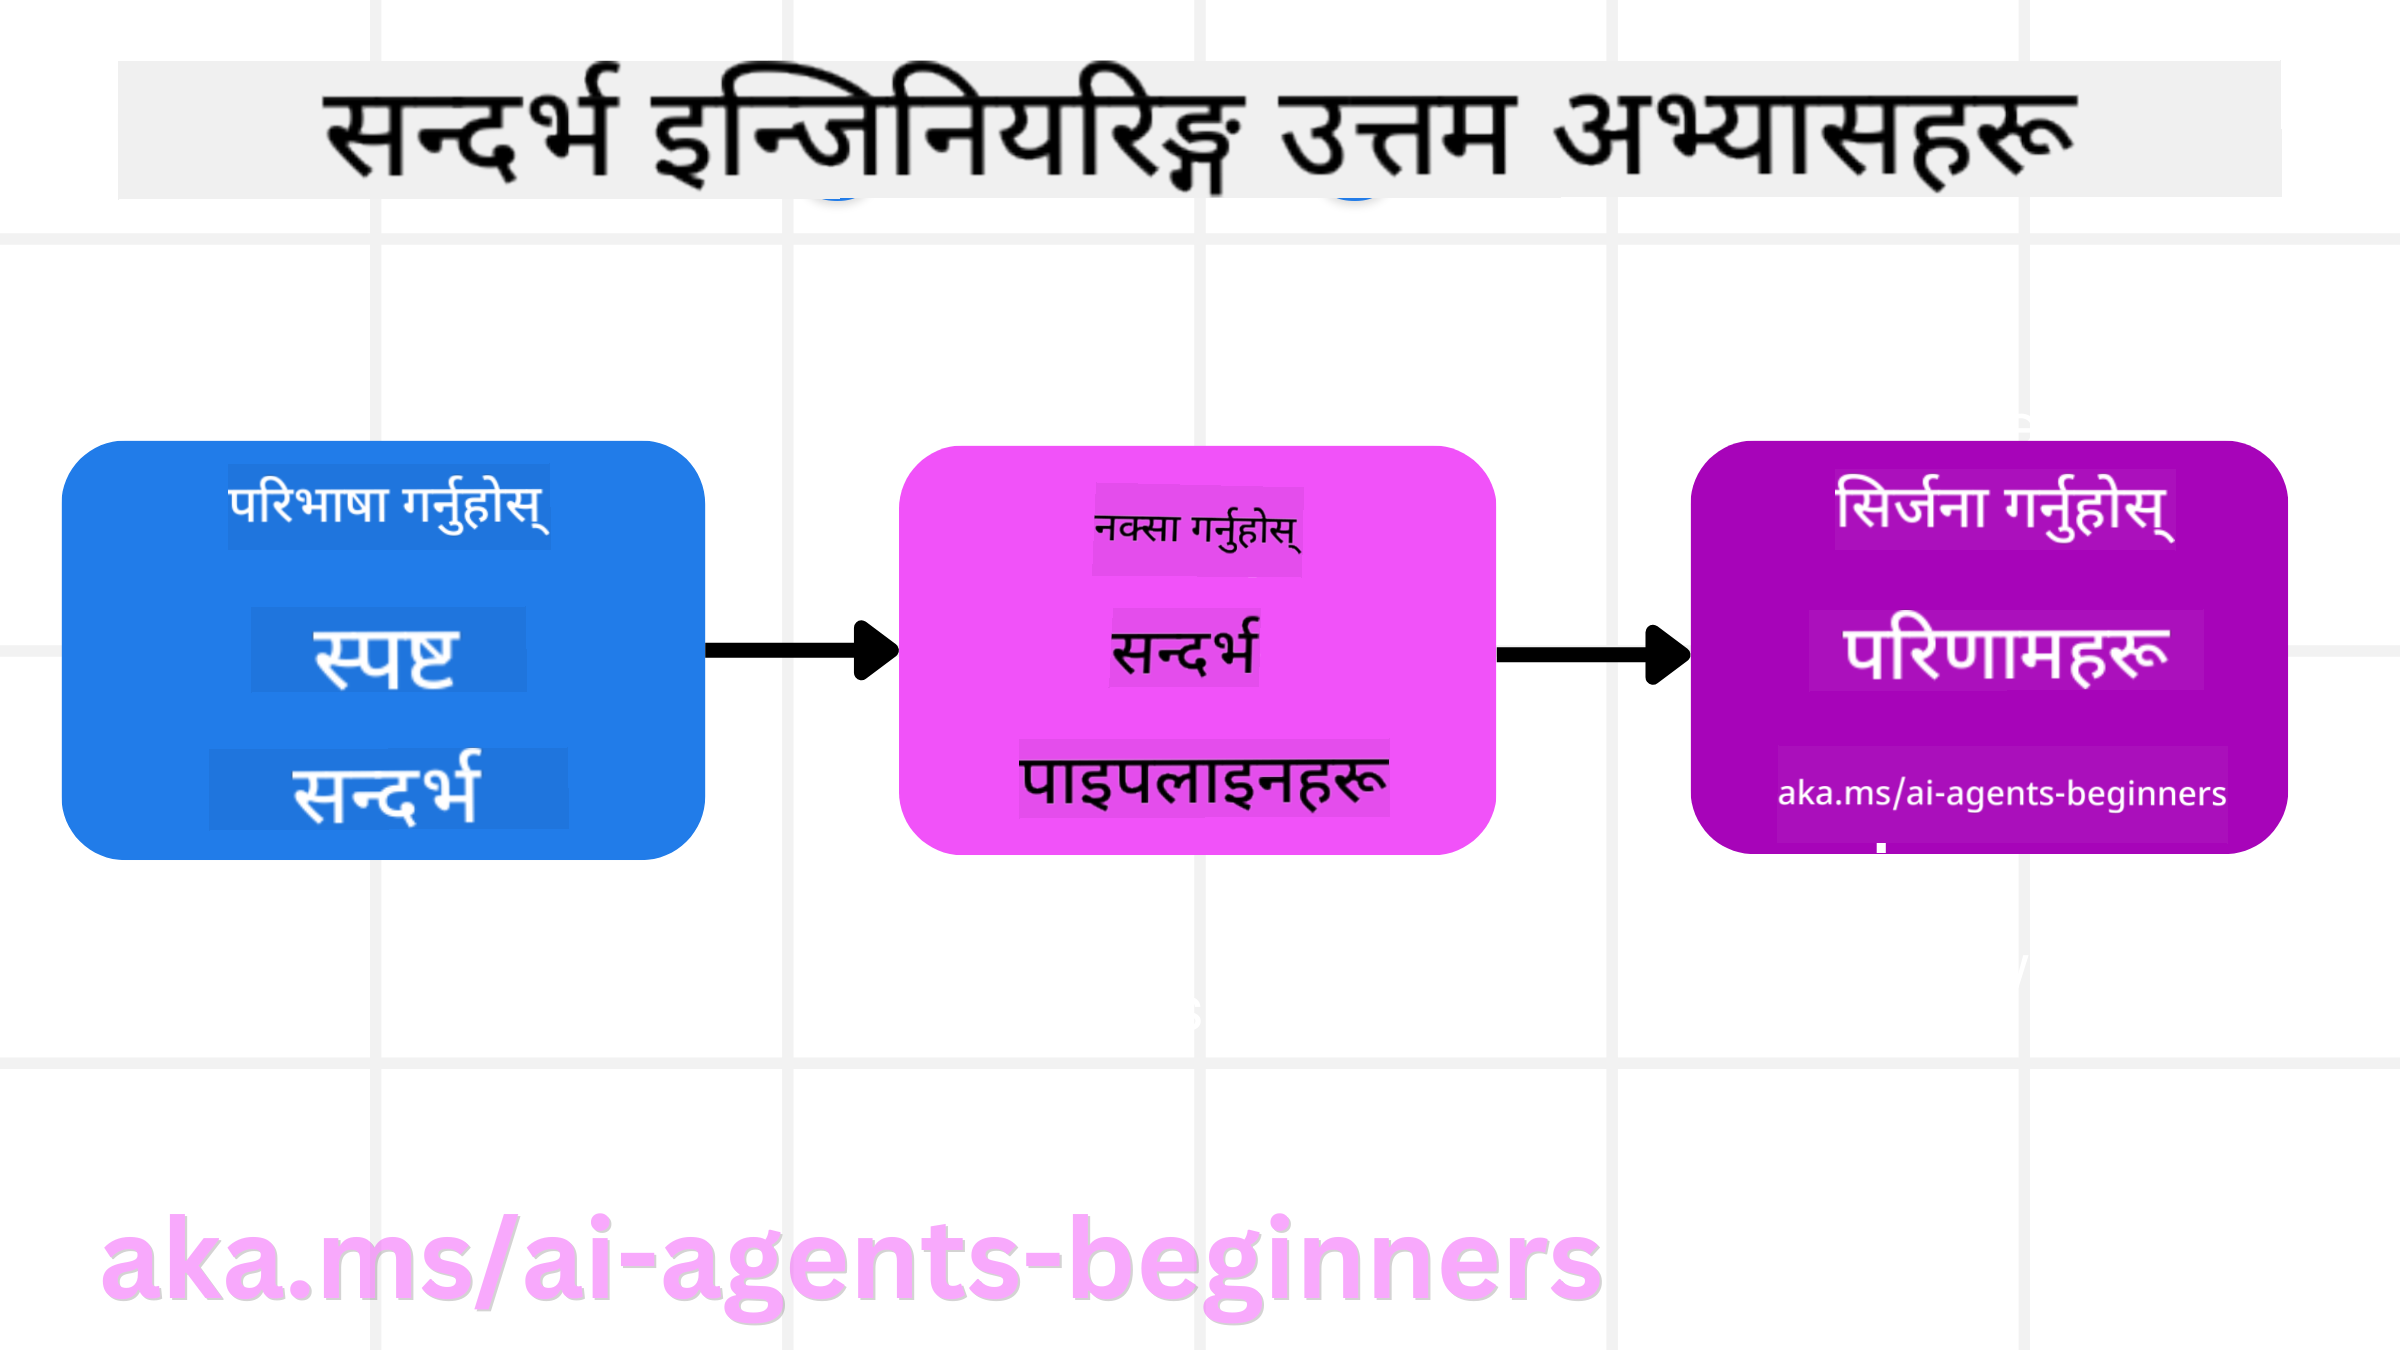 सन्दर्भ इन्जिनियरिङ्ग उत्तम अभ्यासहरू
परिभाषा गर्नुहोस्
स्पष्ट
सन्दर्भ
नक्सा गर्नुहोस्
सन्दर्भ
पाइपलाइनहरू
सिर्जना गर्नुहोस्
परिणामहरू
aka.ms/ai-agents-beginners
aka.ms/ai-agents-beginners